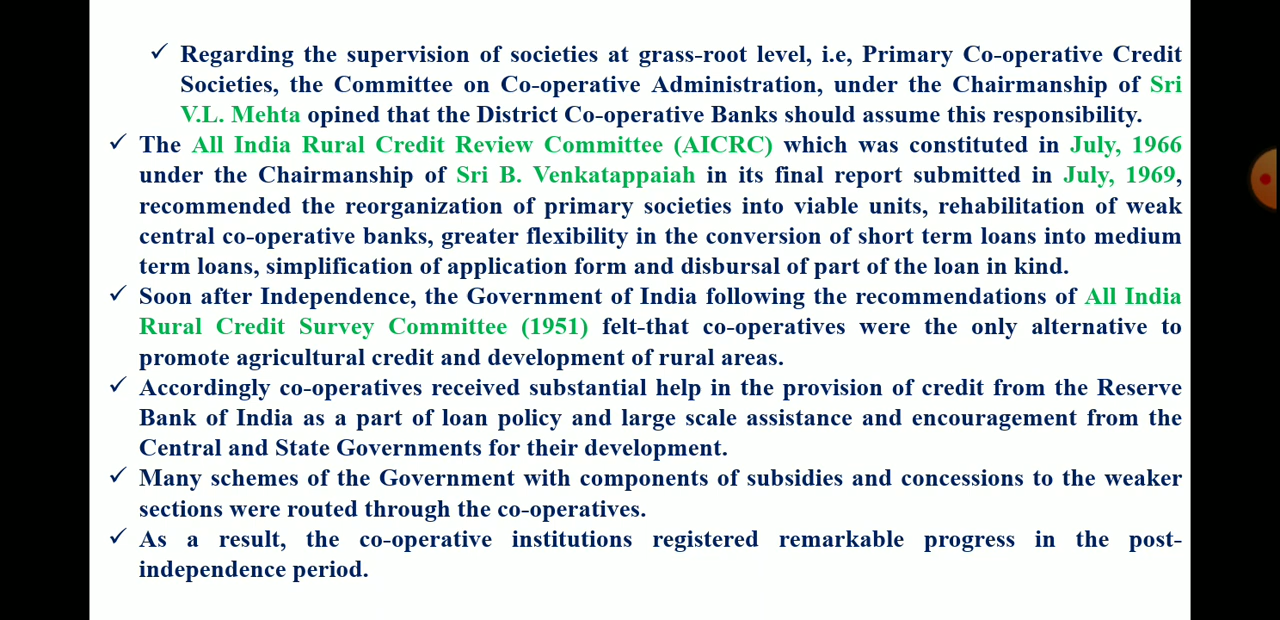 ✓ Regarding the supervision of societies at grass-root level, i.e, Primary Co-operative Credit
Societies, the Committee on Co-operative Administration, under the Chairmanship of Sri
V.L. Mehta opined that the District Co-operative Banks should assume this responsibility.
✓ The All India Rural Credit Review Committee (AICRC) which was constituted in July, 1966
under the Chairmanship of Sri B. Venkatappaiah in its final report submitted in July, 1969,
recommended the reorganization of primary societies into viable units, rehabilitation of weak
central co-operative banks, greater flexibility in the conversion of short term loans into medium
term loans, simplification of application form and disbursal of part of the loan in kind.
✓ Soon after Independence, the Government of India following the recommendations of All India
Rural Credit Survey Committee (1951) felt-that co-operatives were the only alternative to
promote agricultural credit and development of rural areas.
✓ Accordingly co-operatives received substantial help in the provision of credit from the Reserve
Bank of India as a part of loan policy and large scale assistance and encouragement from the
Central and State Governments for their development.
✓ Many schemes of the Government with components of subsidies and concessions to the weaker
sections were routed through the co-operatives.
✓ As a result, the co-operative institutions registered remarkable progress in the post-
independence period.